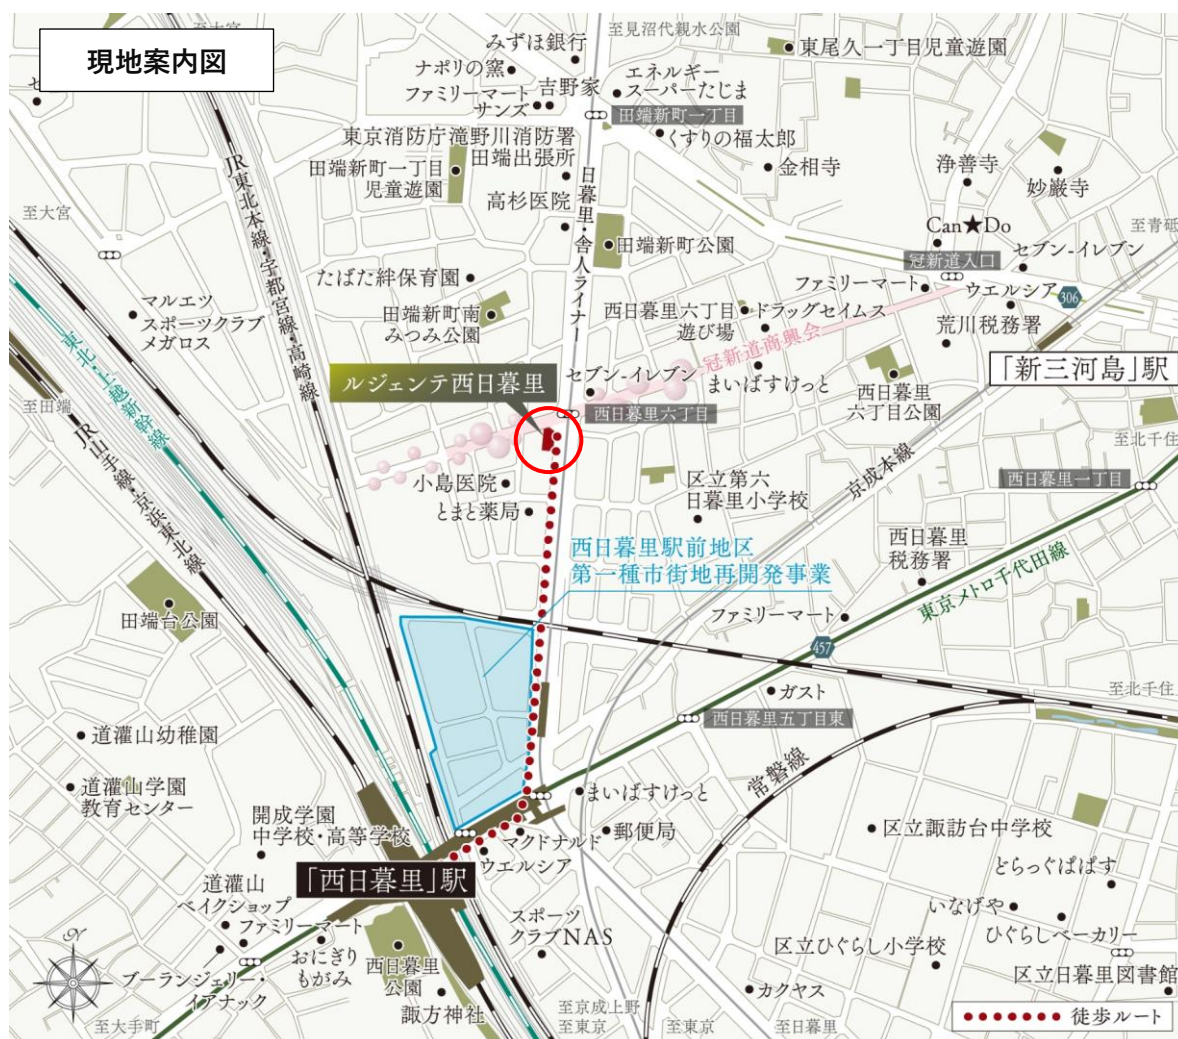 現地案内図
至大宮
至見沼代親水公園
みずほ銀行
東尾久一丁目児童遊園
ナポリの窯
吉野家
エネルギー
スーパーたじま
ファミリーマート
サンズ
田端新町一丁目
東京消防庁滝野川消防署
田端出張所
くすりの福太郎
田端新町一丁目
児童遊園
金相寺
浄善寺
妙厳寺
高杉医院
JR東北本線・宇都宮線・高崎線
日暮里・舎人ライナー
至大宮
Can★Do
至青砥
田端新町公園
セブン-イレブン
冠新道入口
たばた絆保育園
ファミリーマート
ウエルシア
306
マルエツ
スポーツクラブ
メガロス
田端新町南
みつみ公園
西日暮里六丁目
遊び場
ドラッグセイムス
荒川税務署
冠新道商興会
東北・上越新幹線
「新三河島」駅
ルジェンテ西日暮里
セブン-イレブン
まいばすけっと
西日暮里
六丁目公園
至田端
西日暮里六丁目
JR山手線・京浜東北線
至北千住
京成本線
小島医院
区立第六
日暮里小学校
西日暮里一丁目
とまと薬局
西日暮里
税務署
西日暮里駅前地区
第一種市街地再開発事業
東京メトロ千代田線
田端台公園
ファミリーマート
457
ガスト
至北千住
西日暮里五丁目東
道灌山幼稚園
常磐線
道灌山学園
教育センター
まいばすけっと
開成学園
中学校・高等学校
マクドナルド
郵便局
区立諏訪台中学校
ウエルシア
どらっぐぱぱす
「西日暮里」駅
道灌山
ベイクショップ
ファミリーマート
スポーツ
クラブNAS
いなげや
ひぐらしベーカリー
おにぎり
もがみ
西日暮里
公園
区立ひぐらし小学校
区立日暮里図書館
ブーランジェリー・
イアナック
諏方神社
カクヤス
至大手町
至京成上野
至東京
至東京
至日暮里
徒歩ルート
N